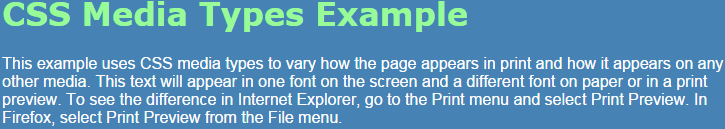 CSS Media Types Example
This example uses CSS media types to vary how the page appears in print and how it appears on any
other media. This text will appear in one font on the screen and a different font on paper or in a print
preview. To see the difference in Internet Explorer, go to the Print menu and select Print Preview. In
Firefox, select Print Preview from the File menu.